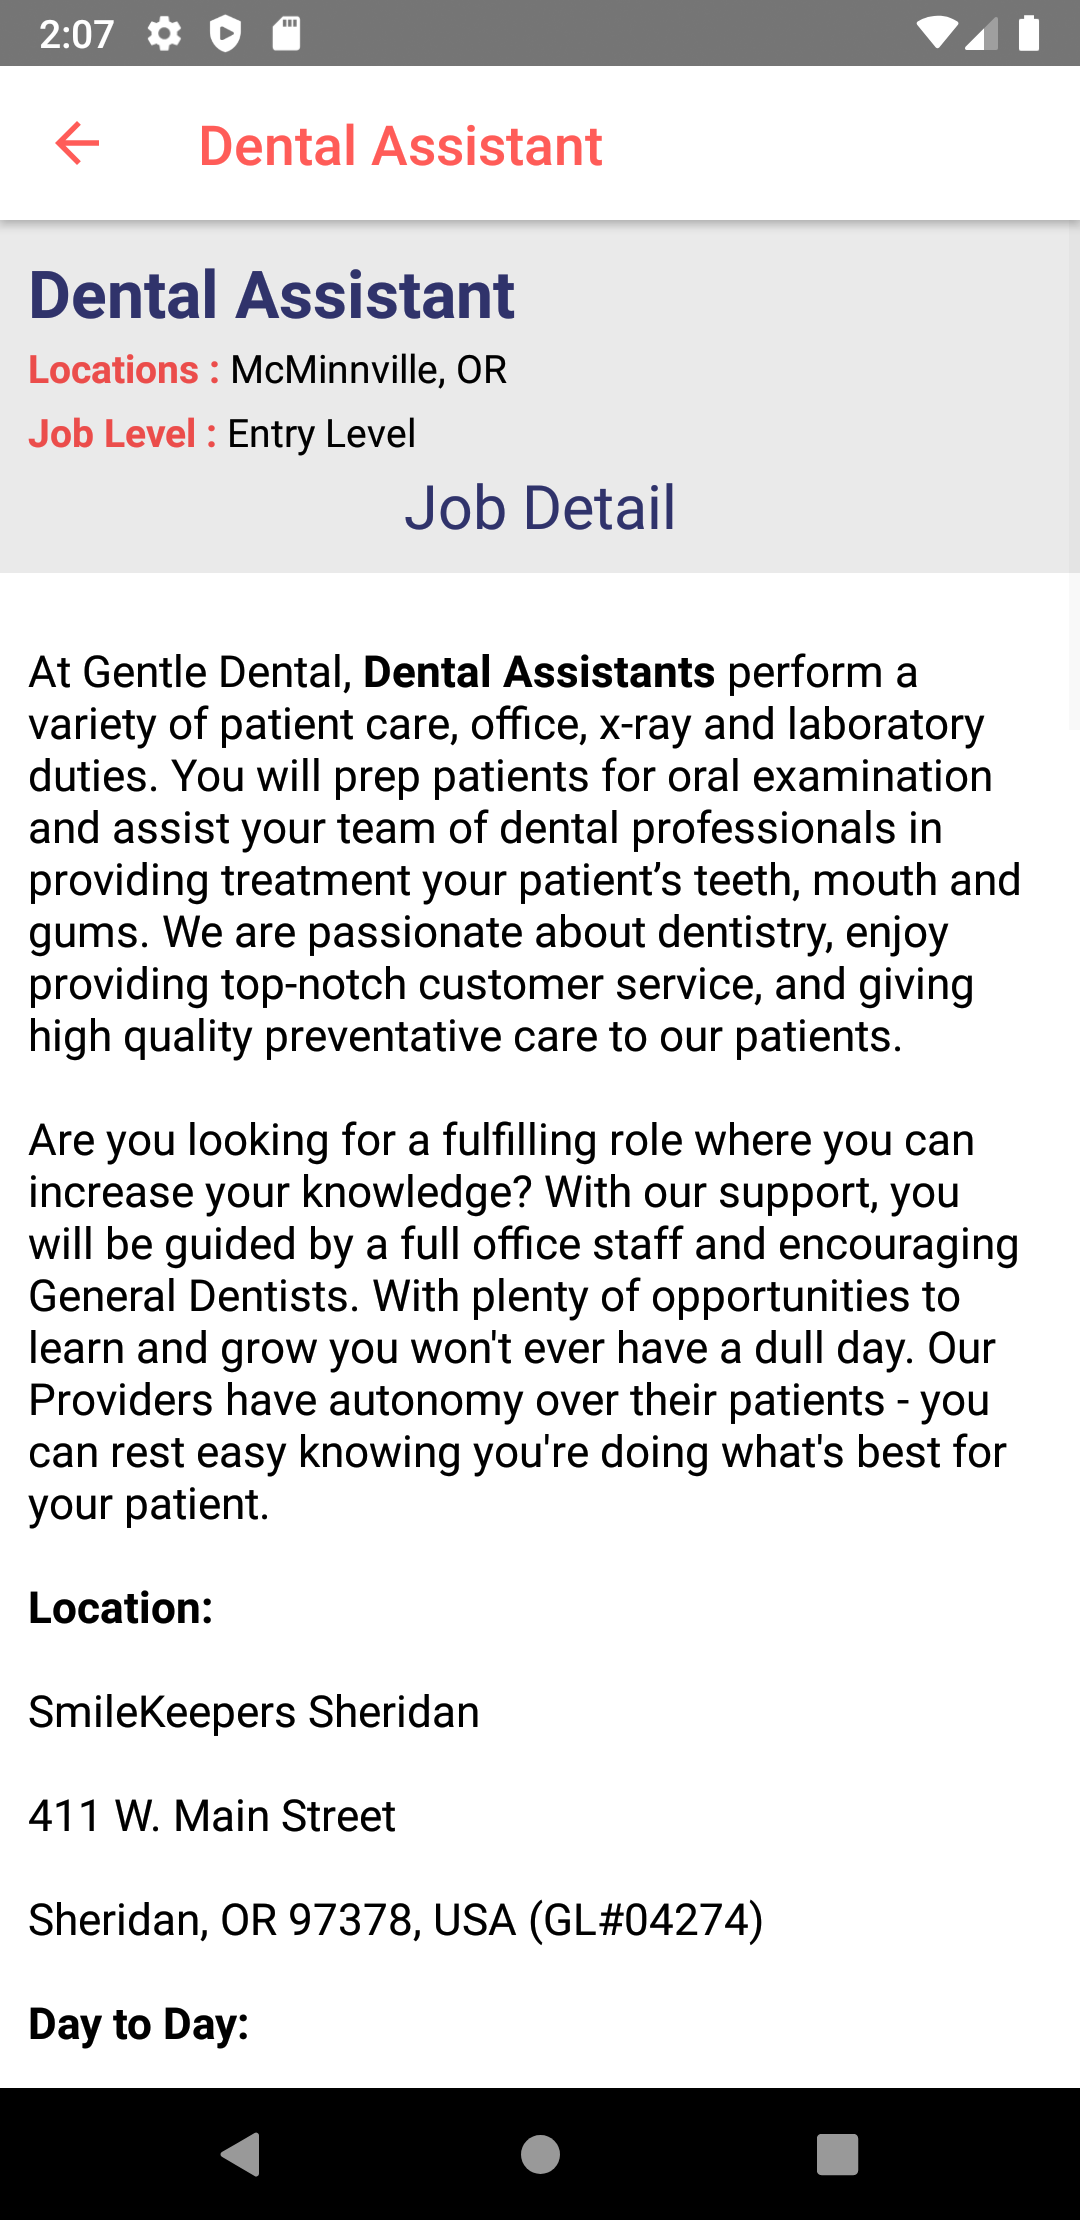 2:07
Dental Assistant
Dental Assistant
Locations : McMinnville, OR
Job Level : Entry Level
Job Detail
At Gentle Dental, Dental Assistants perform a
variety of patient care, office, x-ray and laboratory
duties. You will prep patients for oral examination
and assist your team of dental professionals in
providing treatment your patient’s teeth, mouth and
gums. We are passionate about dentistry, enjoy
providing top-notch customer service, and giving
high quality preventative care to our patients.
Are you looking for a fulfilling role where you can
increase your knowledge? With our support, you
will be guided by a full office staff and encouraging
General Dentists. With plenty of opportunities to
learn and grow you won't ever have a dull day. Our
Providers have autonomy over their patients - you
can rest easy knowing you're doing what's best for
your patient.
Location:
SmileKeepers Sheridan
411 W. Main Street
Sheridan, OR 97378, USA (GL#04274)
Day to Day: